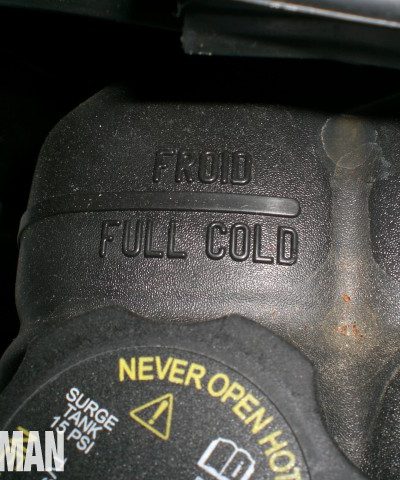 FROID
FULL COLD
NEVER OPEN HOT
SURGE
TANK
15 PSI
MAN